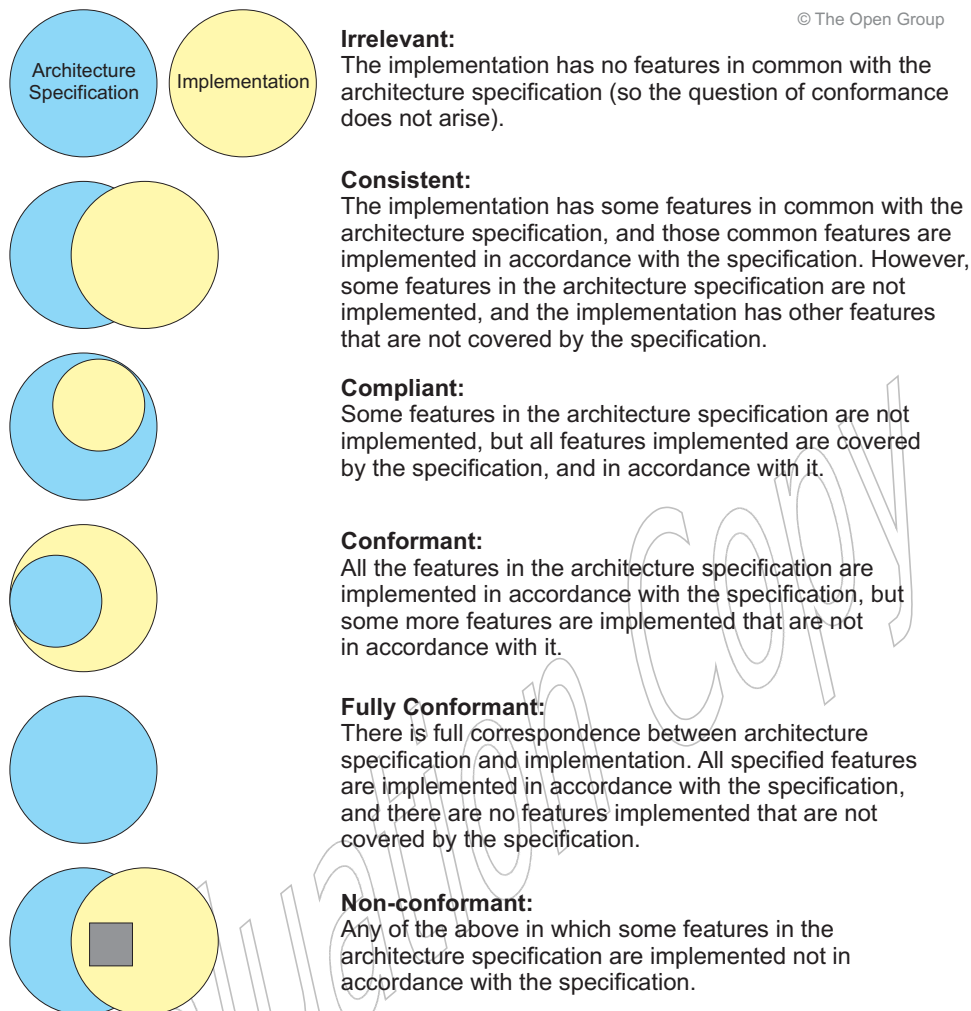 © The Open Group
Architecture
Specification
Implementation
Irrelevant:
The implementation has no features in common with the
architecture specification (so the question of conformance
does not arise).
Consistent:
The implementation has some features in common with the
architecture specification, and those common features are
implemented in accordance with the specification. However,
some features in the architecture specification are not
implemented, and the implementation has other features
that are not covered by the specification.
Compliant:
Some features in the architecture specification are not
implemented, but all features implemented are covered
by the specification, and in accordance with it.
Conformant:
All the features in the architecture specification are
implemented in accordance with the specification, but
some more features are implemented that are not
in accordance with it.
Fully Conformant:
There is full correspondence between architecture
specification and implementation. All specified features
are implemented in accordance with the specification,
and there are no features implemented that are not
covered by the specification.
Non-conformant:
Any of the above in which some features in the
architecture specification are implemented not in
accordance with the specification.
Copy